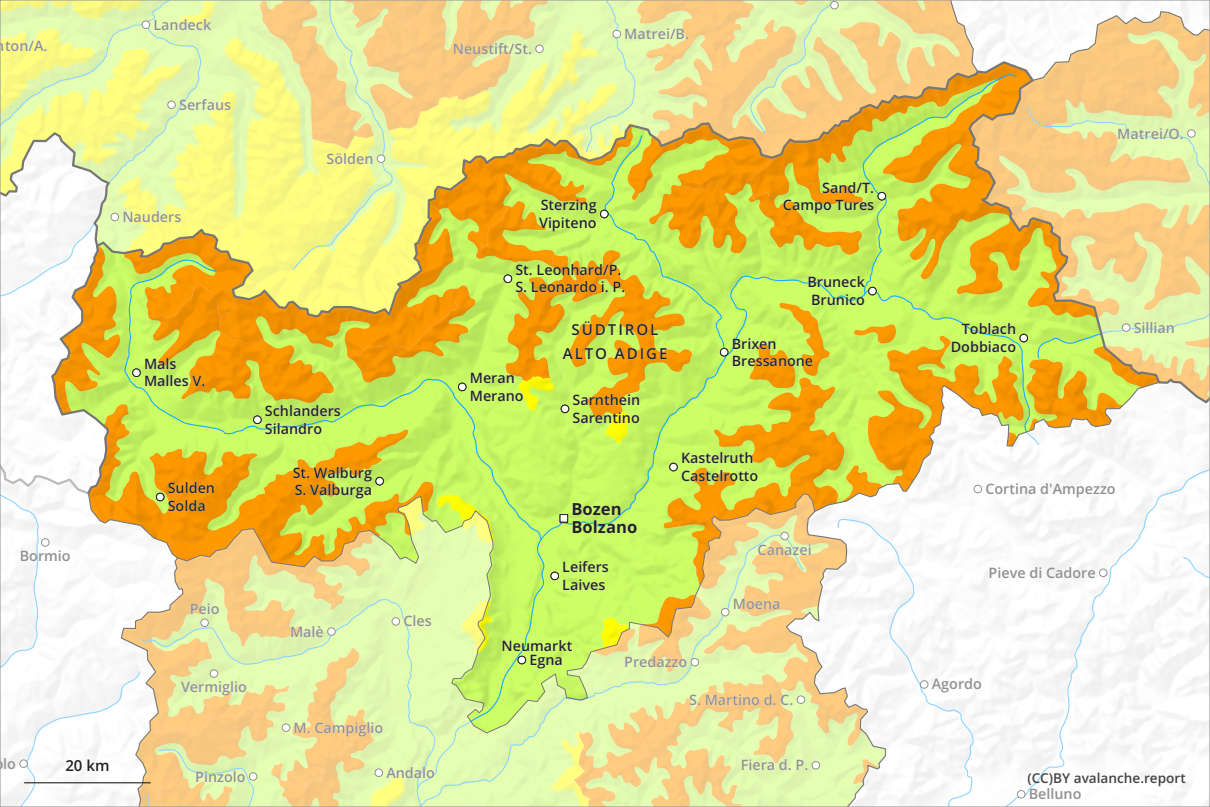 Landeck
nton/A.
Neustift/St.
Matrei/B.
Serfaus
Matrei/O.
Sölden
Sand/T.
Campo Tures
Nauders
Sterzing
Vipiteno
St. Leonhard/P.
S. Leonardo i. P.
Bruneck
Brunico
SÜDTIROL
ALTO ADIGE
Toblach
Dobbiaco
Sillian
Brixen
Bressanone
Mals
Malles V.
Meran
Merano
Sarnthein
Sarentino
Schlanders
Silandro
Kastelruth
Castelrotto
St. Walburg
S. Valburga
Sulden
Solda
Cortina d'Ampezzo
Bozen
Bolzano
Bormio
Canazei
Leifers
Laives
Pieve di Cadore
Peio
Moena
Malè
Cles
Neumarkt
Egna
Predazzo
Vermiglio
Agordo
S. Martino d. C.
M. Campiglio
20 km
olo
Pinzolo
Andalo
Fiera d. P.
(CC)BY avalanche.report
Belluno